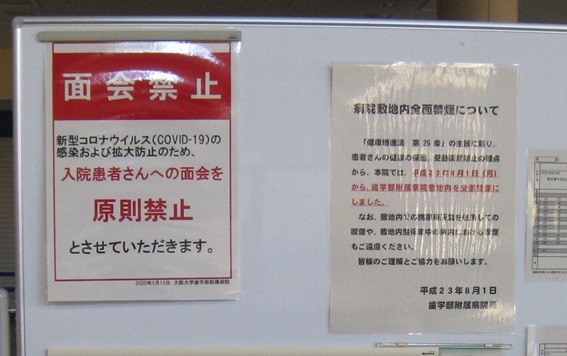 面会禁止
新型コロナウイルス(COVID-19)の
感染および拡大防止のため、
入院患者さんへの面会を
原則禁止
とさせていただきます。
2020年3月13日 大阪大学歯学部附属病院
病院敷地内全面禁煙について
「健康増進法 第25条」の主旨に則り、
患者さんの健康の保護、受動喫煙防止の観点
から、本院では、平成23年8月1日(月)
から、歯学部附属病院敷地内を全面禁煙に
しました。
なお、敷地内での携帯用灰皿を使用しての
喫煙や、敷地内駐停車中の車内における喫煙
もご遠慮ください。
皆様のご理解とご協力をお願いします。
平成23年8月1日
歯学部附属病院長